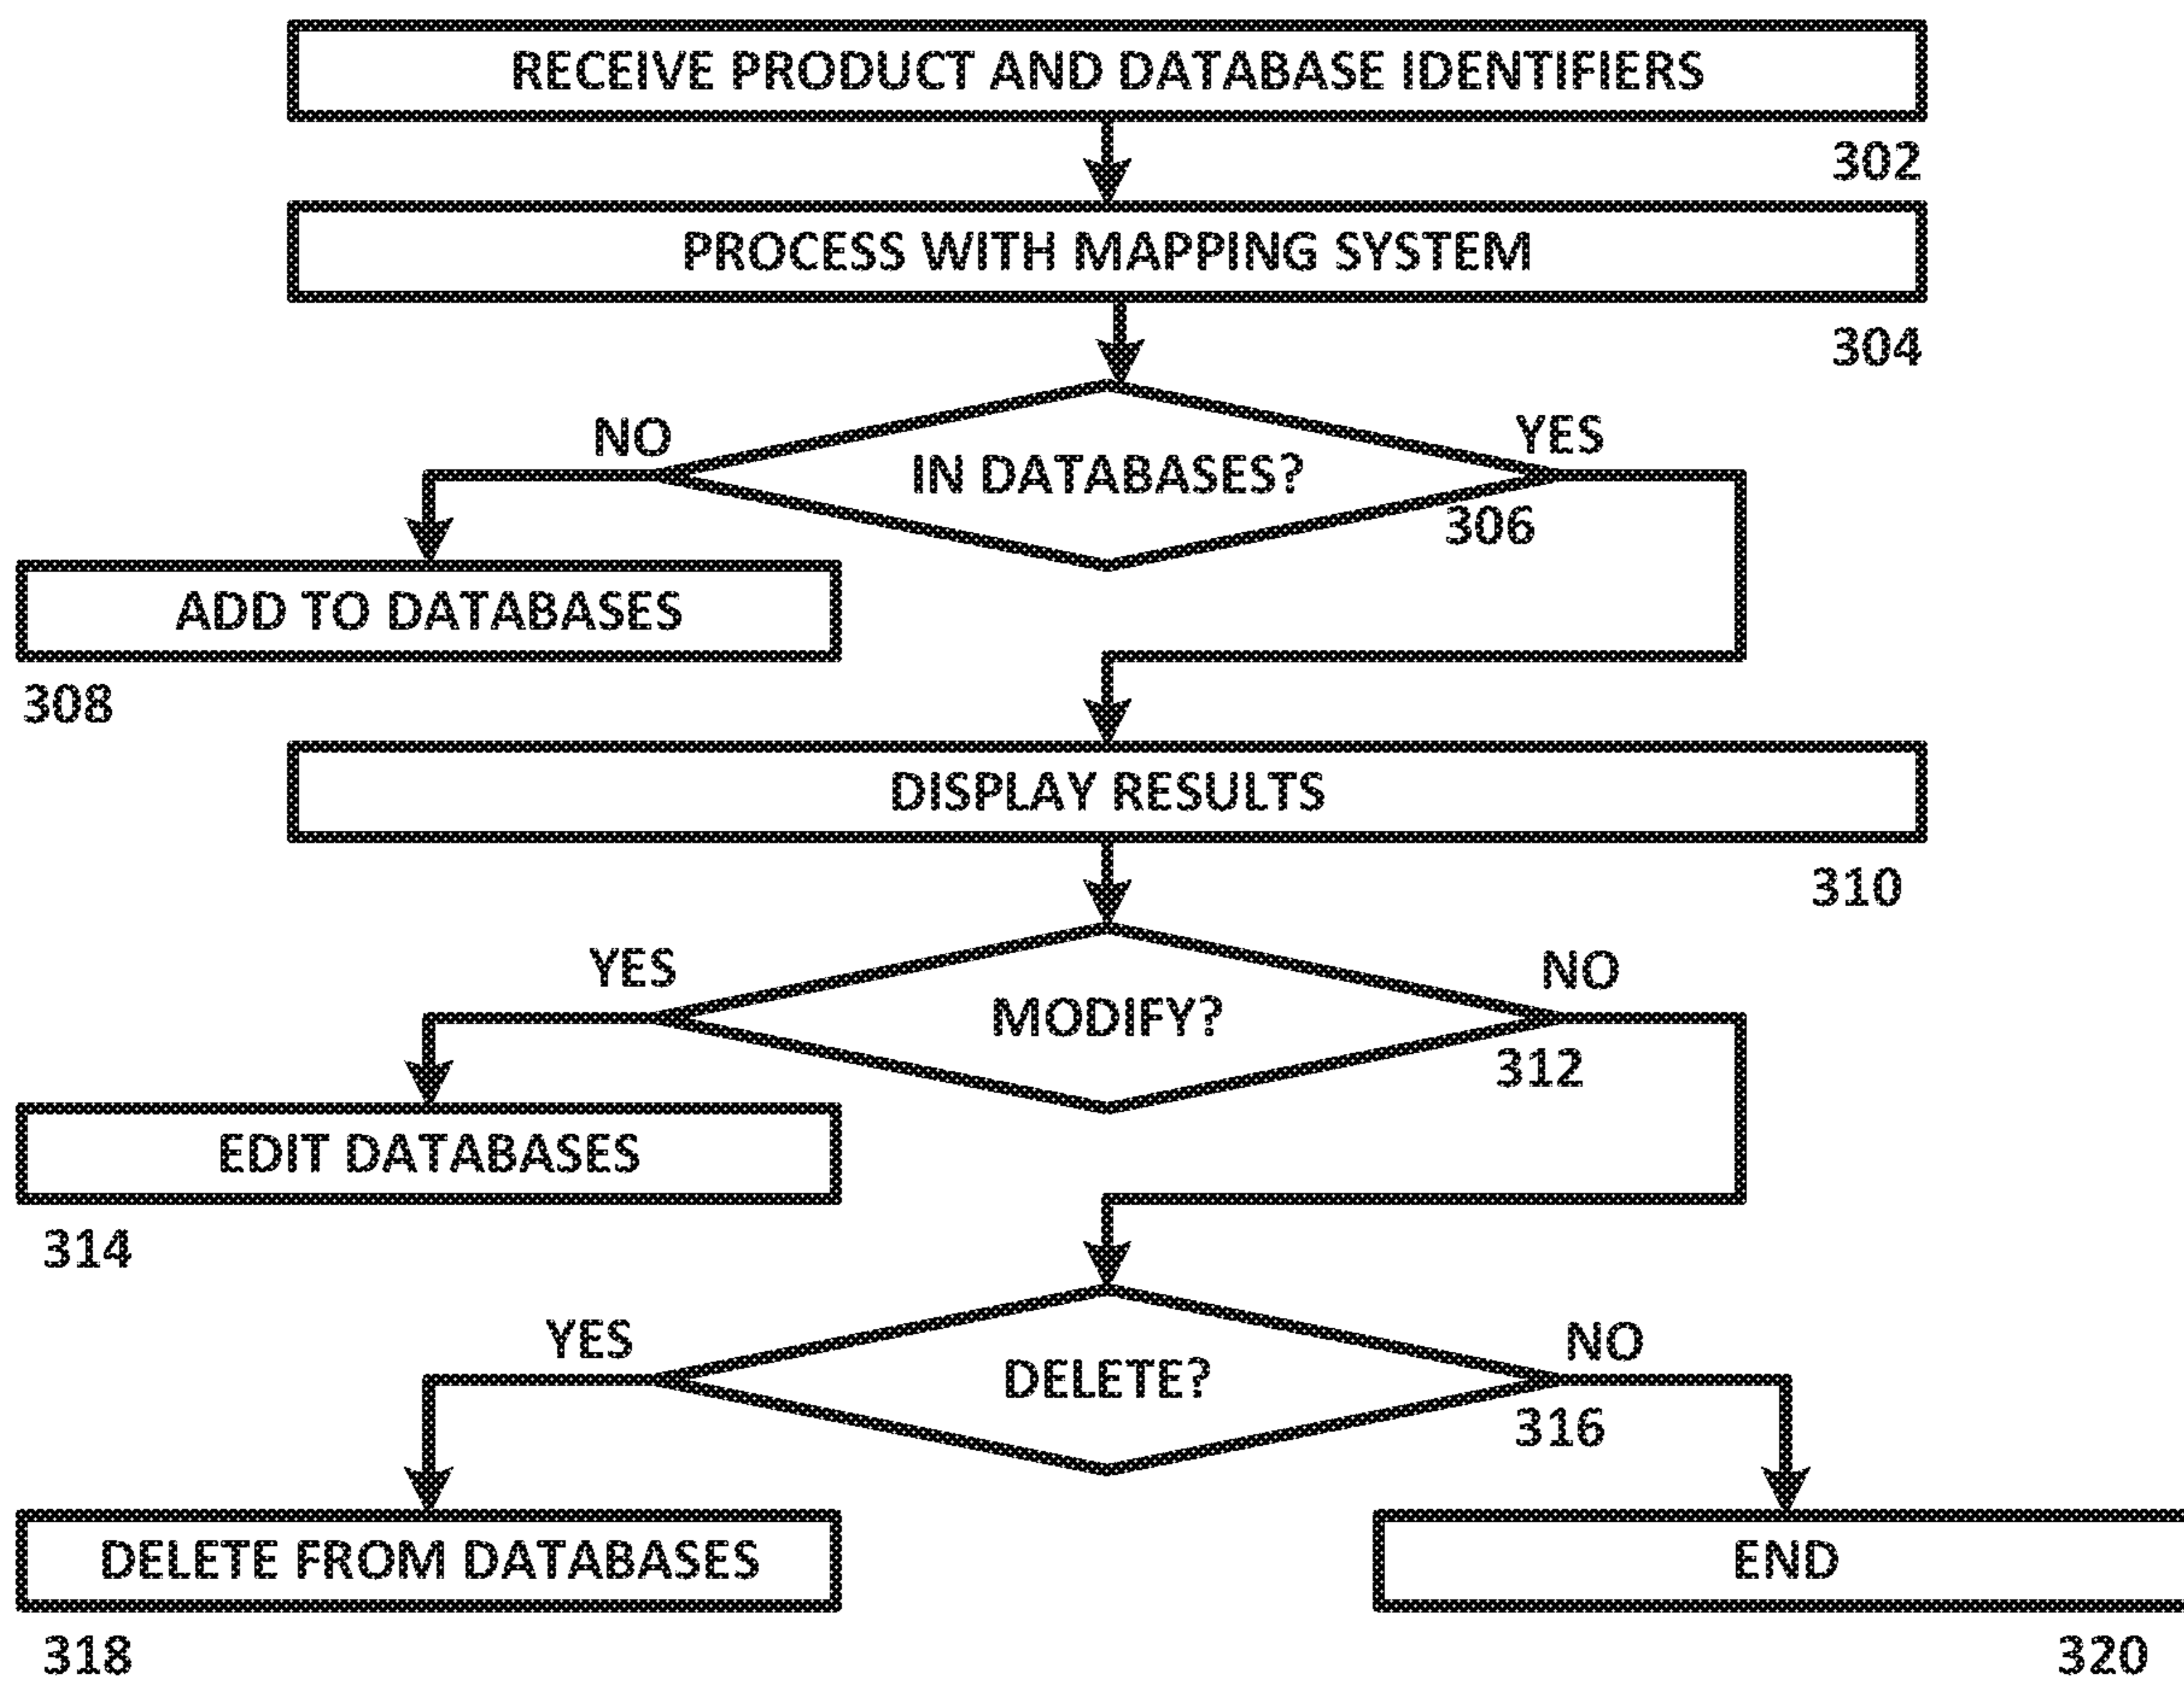 RECEIVE PRODUCT AND DATABASE IDENTIFIERS
302
PROCESS WITH MAPPING SYSTEM
304
NO
YES
IN DATABASES?
306
ADD TO DATABASES
308
DISPLAY RESULTS
310
YES
NO
MODIFY?
312
EDIT DATABASES
314
YES
NO
DELETE?
316
DELETE FROM DATABASES
END
318
320